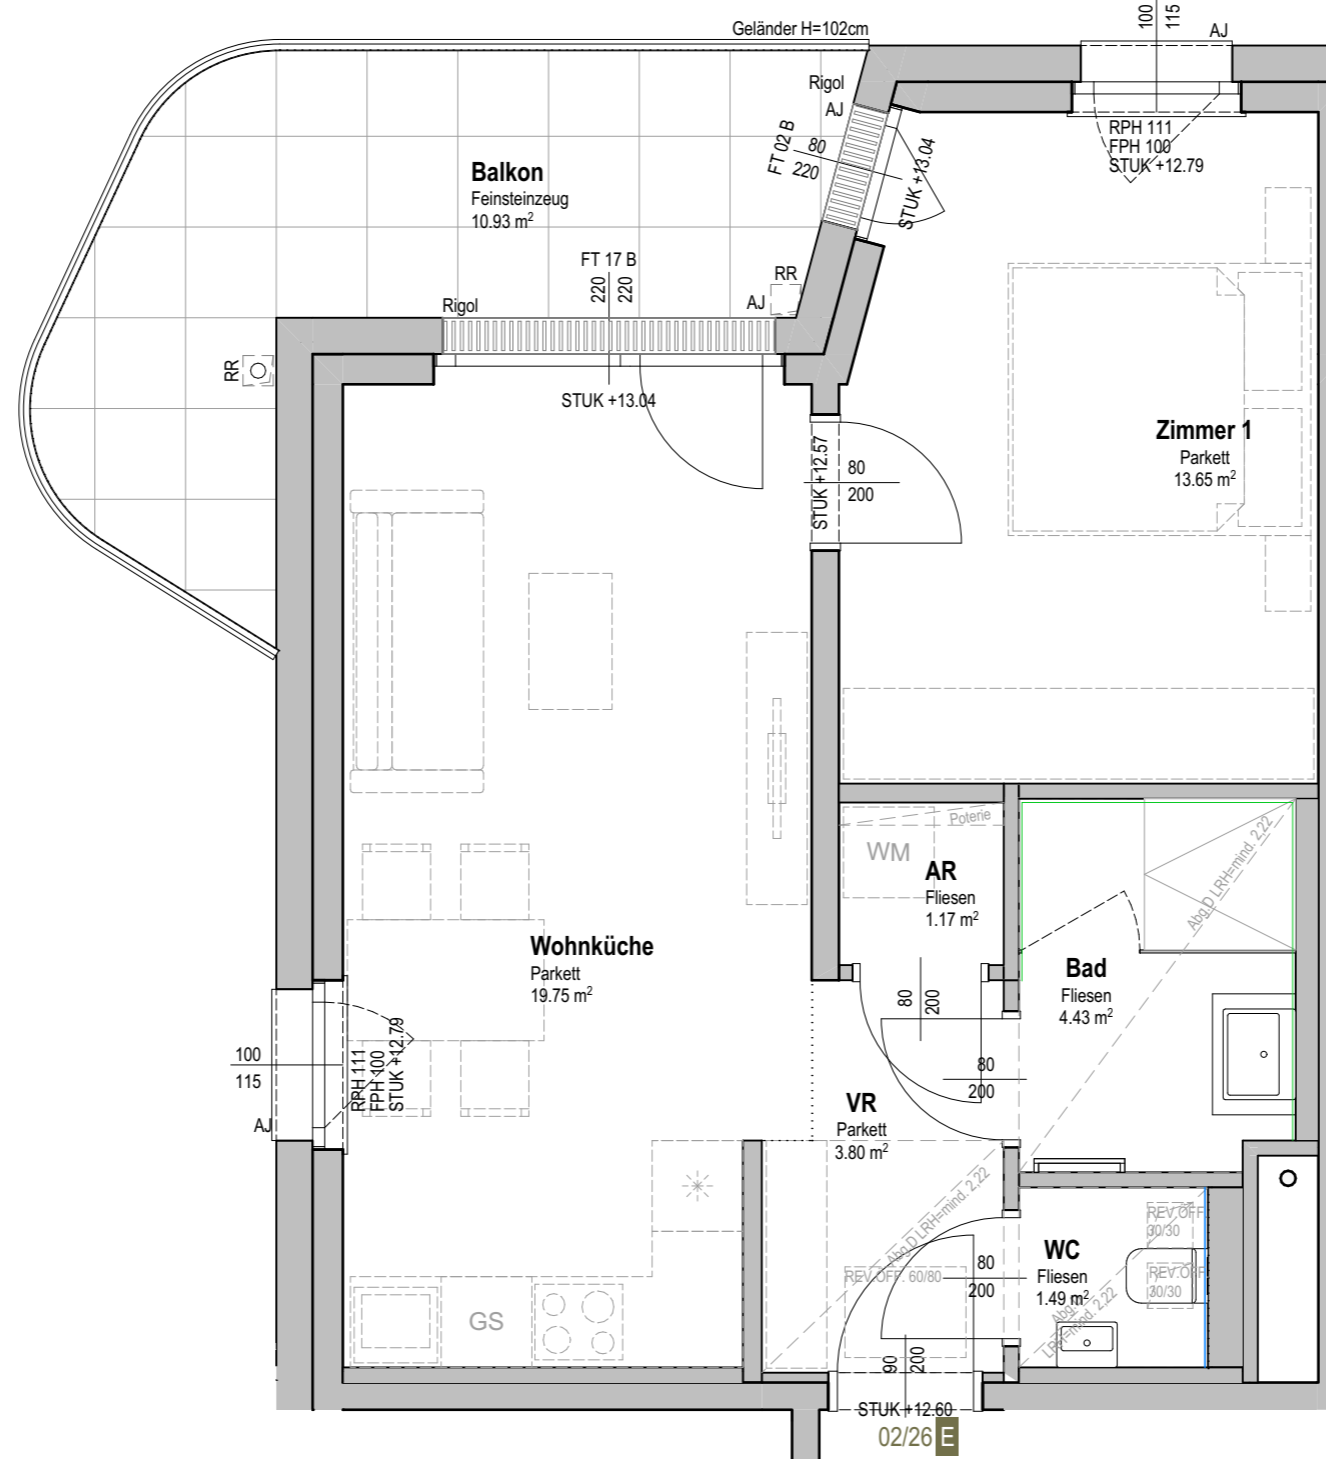 Geländer H=102cm
100
115
AJ
Rigol
AJ
FT 02 B
80
220
STUK +13.04
RPH 111
FPH 100
STUK +12.79
Balkon
Feinsteinzeug
10.93 m²
FT 17 B
220
220
RR
Rigol
AJ
RR
STUK +13.04
STUK +12.57
80
200
Zimmer 1
Parkett
13.65 m²
Poterie
WM
AR
Fliesen
1.17 m²
Abg.D LRH=mind. 2,22
Wohnküche
Parkett
19.75 m²
Bad
Fliesen
4.43 m²
80
200
100
115
RPH 111
FPH 100
STUK +12.79
AJ
80
200
VR
Parkett
3.80 m²
Abg.D LRH=mind. 2,22
REV.OFF. 60/80
REV.OFF
30/30
WC
Fliesen
1.49 m²
REV.OFF
30/30
80
200
Abg.
LRH=mind. 2,22
GS
90
200
STUK +12.60
02/26 E